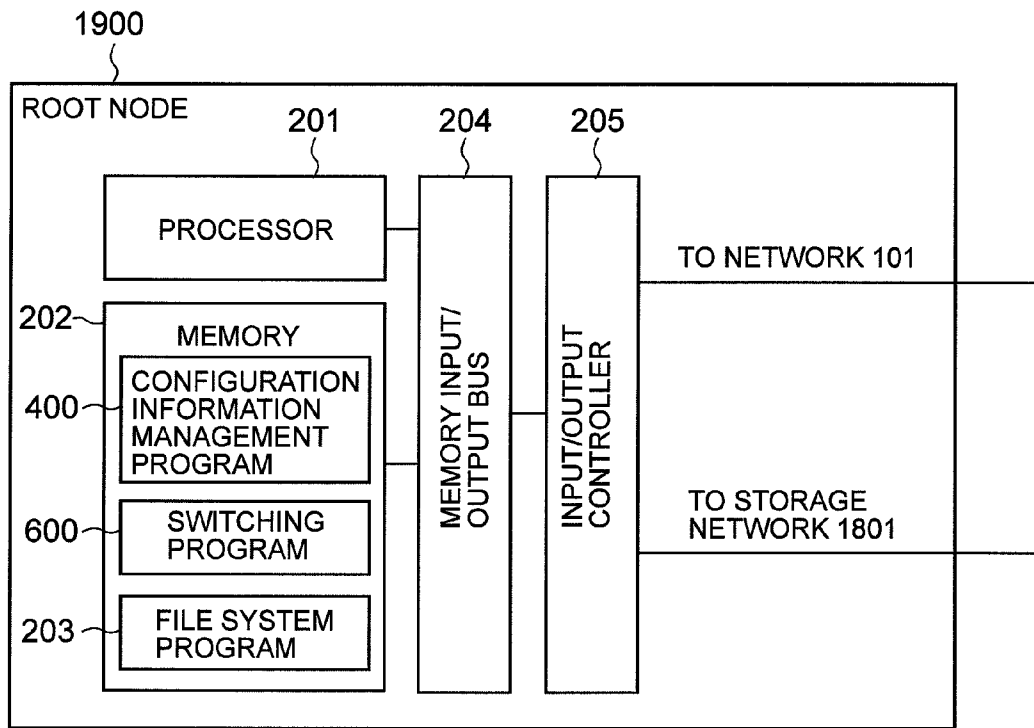 1900
ROOT NODE
201
204
205
PROCESSOR
TO NETWORK 101
202
MEMORY
400
CONFIGURATION
INFORMATION
MANAGEMENT
PROGRAM
MEMORY INPUT/
OUTPUT BUS
INPUT/OUTPUT
CONTROLLER
600
SWITCHING
PROGRAM
TO STORAGE
NETWORK 1801
203
FILE SYSTEM
PROGRAM